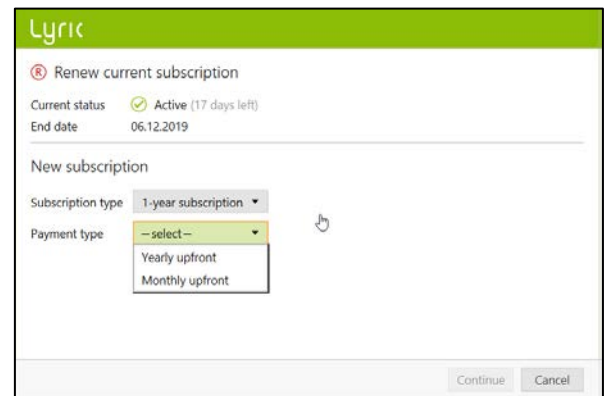 Lyric
® Renew current subscription
Current status Active (17 days left)
End date 06.12.2019
New subscription
Subscription type 1-year subscription
Payment type —select—
Yearly upfront
Monthly upfront
Continue Cancel